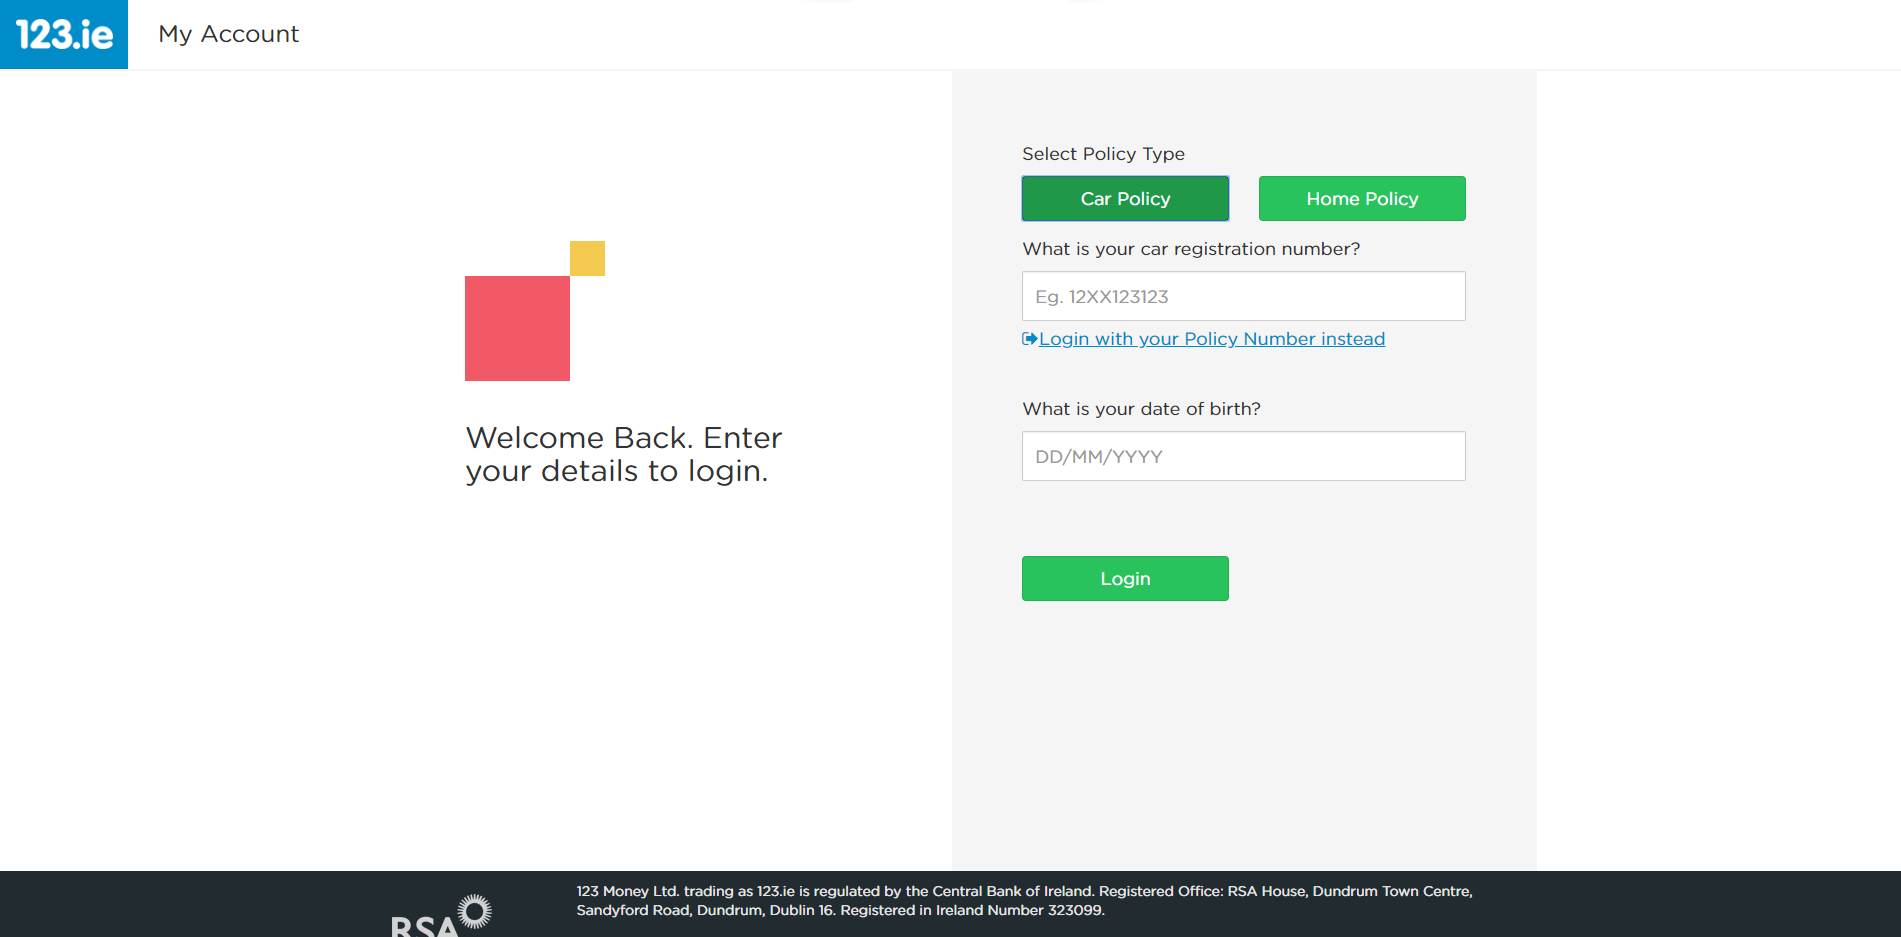 123.ie
My Account
Select Policy Type
Car Policy
Home Policy
What is your car registration number?
Eg. 12XX123123
Login with your Policy Number instead
What is your date of birth?
DD/MM/YYYY
Login
Welcome Back. Enter
your details to login.
RSA
123 Money Ltd. trading as 123.ie is regulated by the Central Bank of Ireland. Registered Office: RSA House, Dundrum Town Centre,
Sandyford Road, Dundrum, Dublin 16. Registered in Ireland Number 323099.